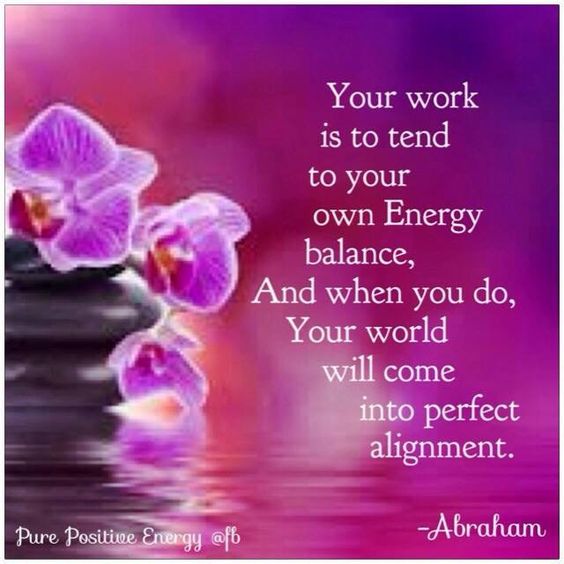 Your work
is to tend
to your
own Energy
balance,
And when you do,
Your world
will come
into perfect
alignment.
-Abraham
Pure Positive Energy @fb